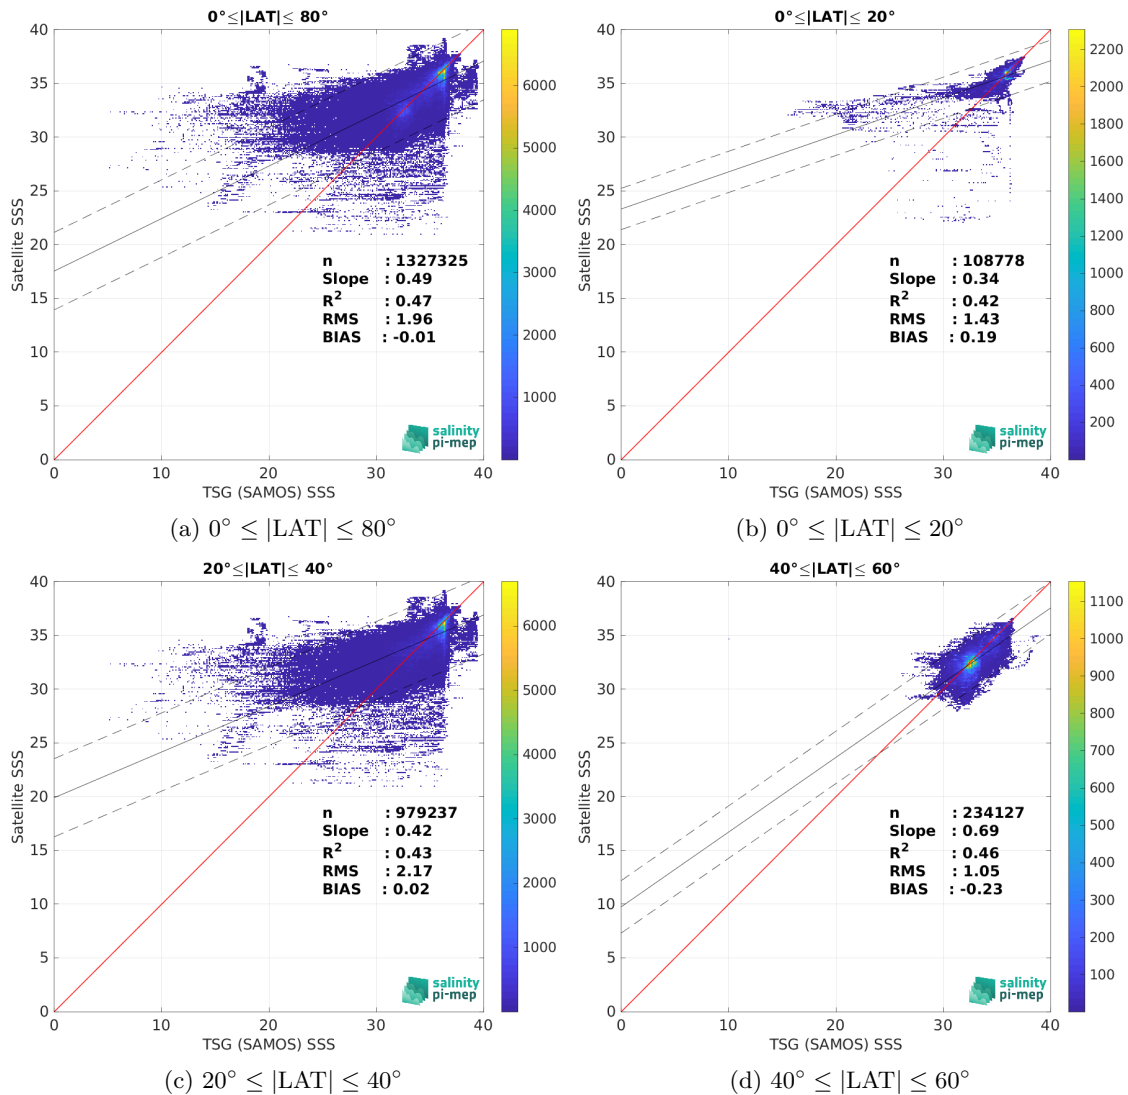 0°≤|LAT|≤ 80°
Satellite SSS
40
35
30
25
20
15
10
5
0
0
10
20
30
40
TSG (SAMOS) SSS
n : 1327325
Slope : 0.49
R² : 0.47
RMS : 1.96
BIAS : -0.01
salinity
pi-mep
6000
5000
4000
3000
2000
1000
(a) 0° ≤ |LAT| ≤ 80°
0°≤|LAT|≤ 20°
Satellite SSS
40
35
30
25
20
15
10
5
0
0
10
20
30
40
TSG (SAMOS) SSS
n : 108778
Slope : 0.34
R² : 0.42
RMS : 1.43
BIAS : 0.19
salinity
pi-mep
2200
2000
1800
1600
1400
1200
1000
800
600
400
200
(b) 0° ≤ |LAT| ≤ 20°
20°≤|LAT|≤ 40°
Satellite SSS
40
35
30
25
20
15
10
5
0
0
10
20
30
40
TSG (SAMOS) SSS
n : 979237
Slope : 0.42
R² : 0.43
RMS : 2.17
BIAS : 0.02
salinity
pi-mep
6000
5000
4000
3000
2000
1000
(c) 20° ≤ |LAT| ≤ 40°
40°≤|LAT|≤ 60°
Satellite SSS
40
35
30
25
20
15
10
5
0
0
10
20
30
40
TSG (SAMOS) SSS
n : 234127
Slope : 0.69
R² : 0.46
RMS : 1.05
BIAS : -0.23
salinity
pi-mep
1100
1000
900
800
700
600
500
400
300
200
100
(d) 40° ≤ |LAT| ≤ 60°